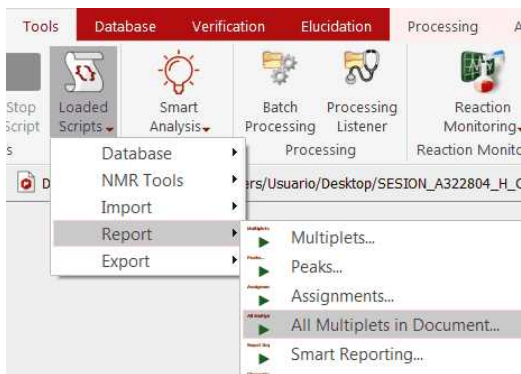 Tools Database Verification Elucidation Processing A
Stop Loaded Smart Batch Processing Reaction
Script Scripts Analysis Processing Listener Monitoring
s Processing Reaction Monito
D ers/Usuario/Desktop/SESION_A322804_H_C
Database
NMR Tools
Import
Report
Export
Multiplets...
Peaks...
Assignments...
All Multiplets in Document...
Smart Reporting...